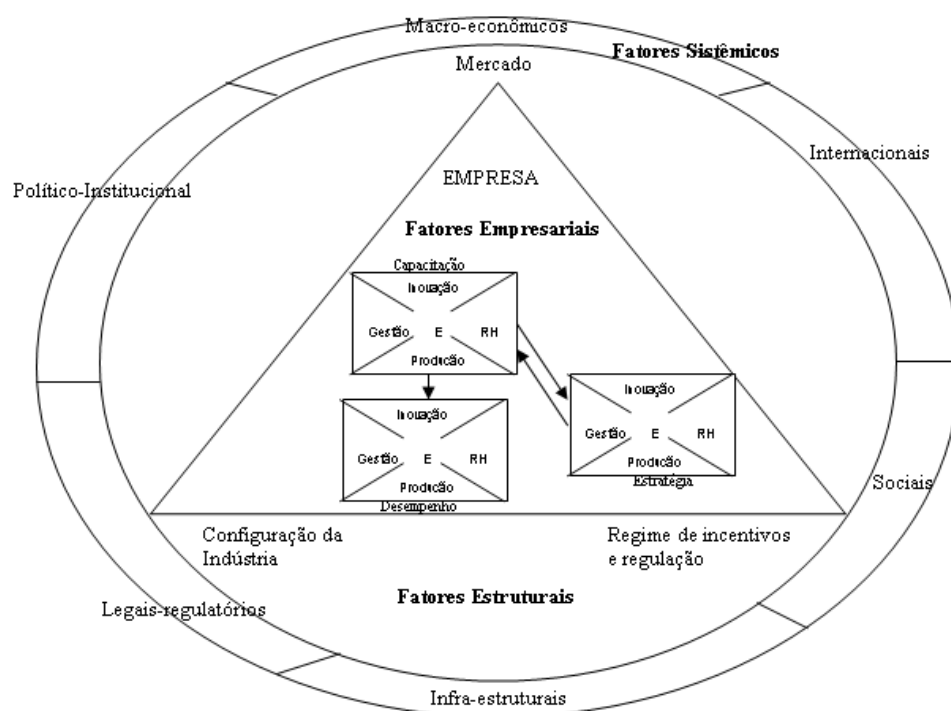 Macro-econômicos
Fatores Sistêmicos
Mercado
Internacionais
EMPRESA
Político-Institucional
Fatores Empresariais
Capacitação
Inovação
Gestão E RH
Produção
Inovação
Gestão E RH
Produção
Estratégia
Inovação
Gestão E RH
Produção
Desempenho
Sociais
Configuração da
Indústria
Regime de incentivos
e regulação
Fatores Estruturais
Legais-regulatórios
Infra-estruturais